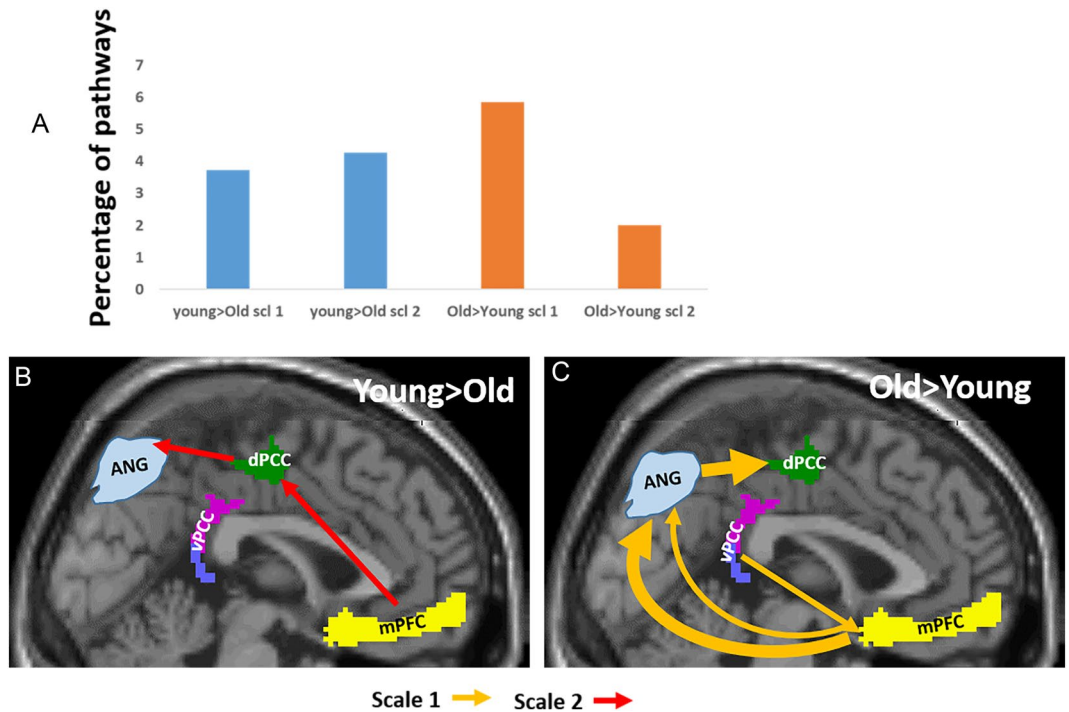 A
Percentage of pathways
7
6
5
4
3
2
1
0
young>Old scl 1
young>Old scl 2
Old>Young scl 1
Old>Young scl 2
B
Young>Old
ANG
dPCC
vPCC
mPFC
C
Old>Young
ANG
dPCC
vPCC
mPFC
Scale 1
Scale 2